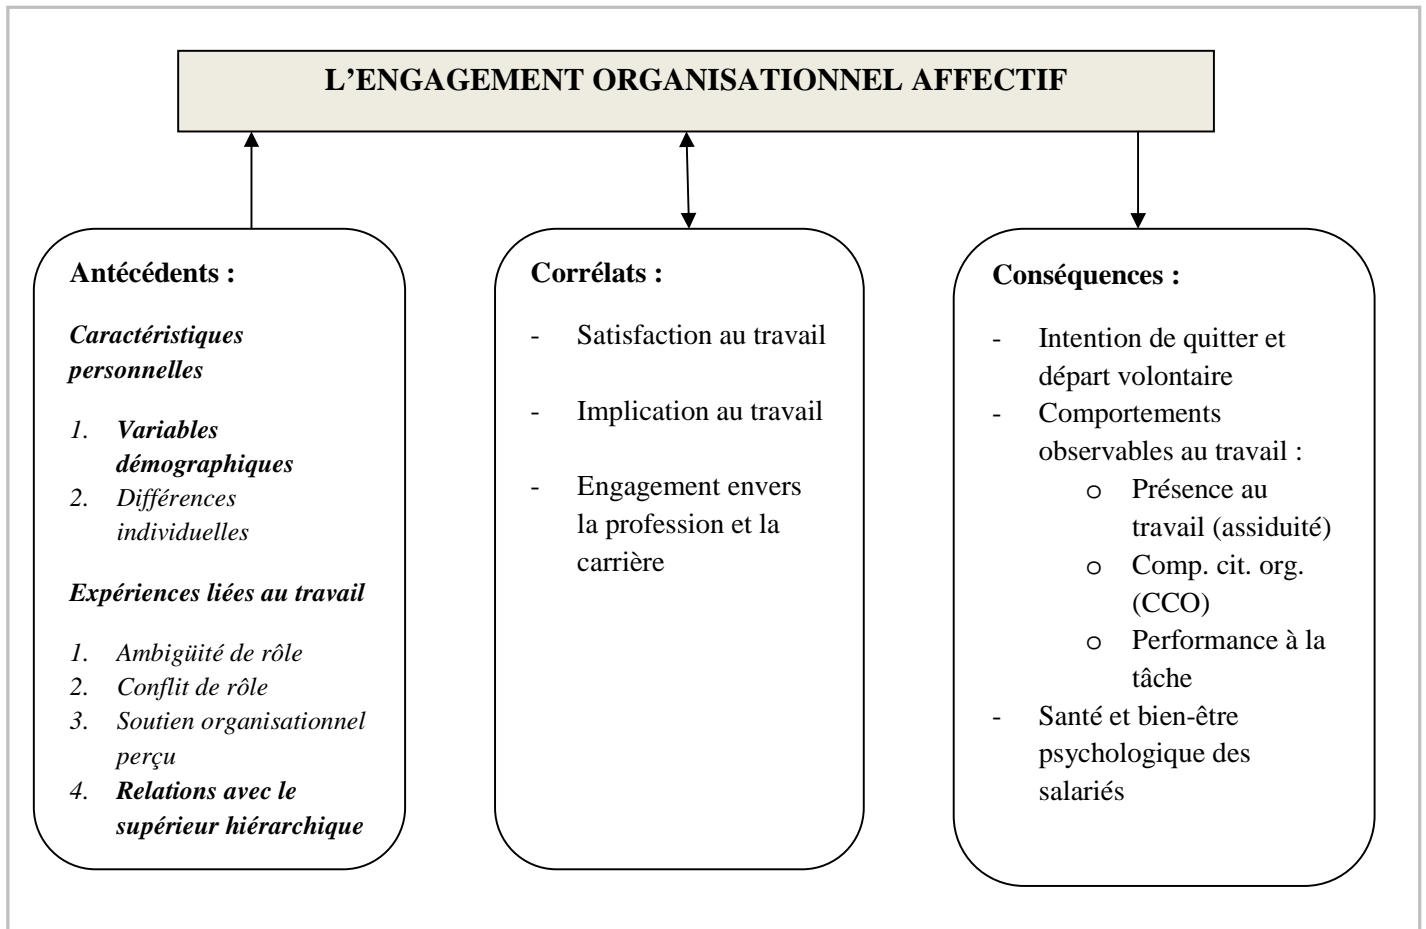 L’ENGAGEMENT ORGANISATIONNEL AFFECTIF
Antécédents :
Caractéristiques
personnelles
1. Variables
démographiques
2. Différences
individuelles
Expériences liées au travail
1. Ambigüité de rôle
2. Conflit de rôle
3. Soutien organisationnel
perçu
4. Relations avec le
supérieur hiérarchique
Corrélats :
- Satisfaction au travail
- Implication au travail
- Engagement envers
la profession et la
carrière
Conséquences :
- Intention de quitter et
départ volontaire
- Comportements
observables au travail :
o Présence au
travail (assiduité)
o Comp. cit. org.
(CCO)
o Performance à la
tâche
- Santé et bien-être
psychologique des
salariés